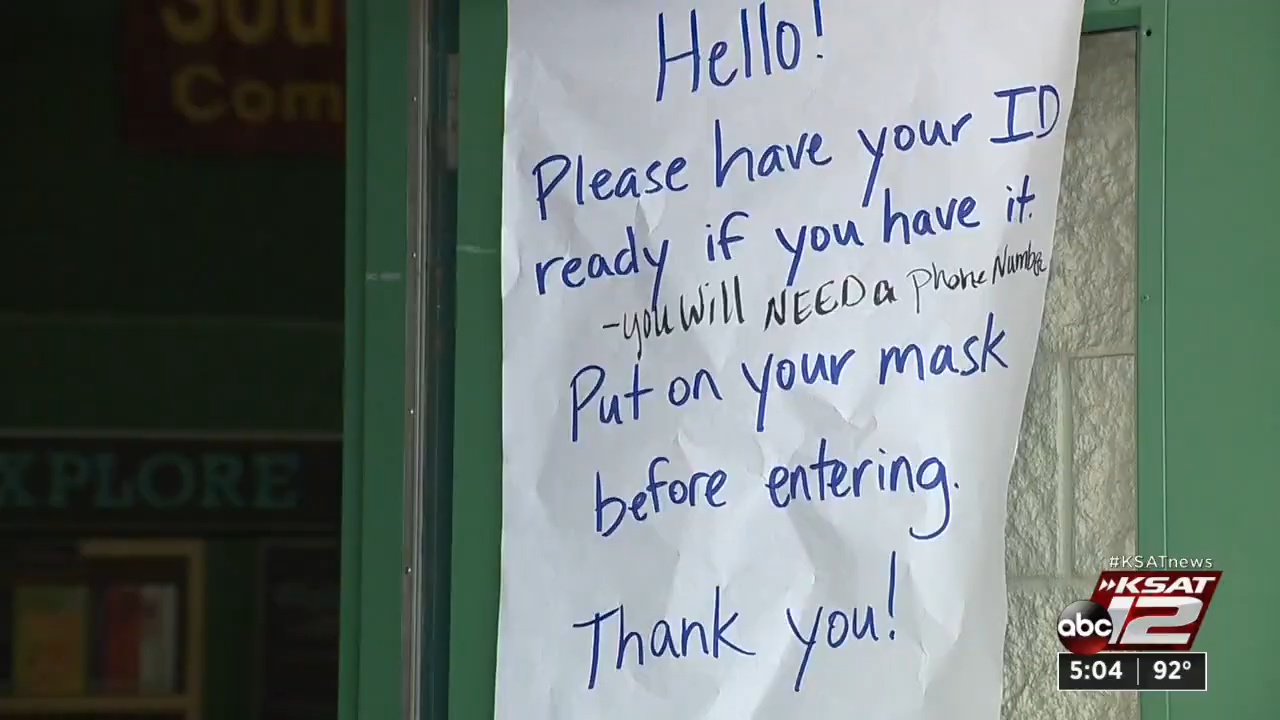 Hello!
Please have your ID
ready if you have it.
-you Will NEED a Phone Number
Put on your mask
before entering.
Thank you!
Com
XPLORE
#KSATnews
KSAT
abc 12
5:04 92°